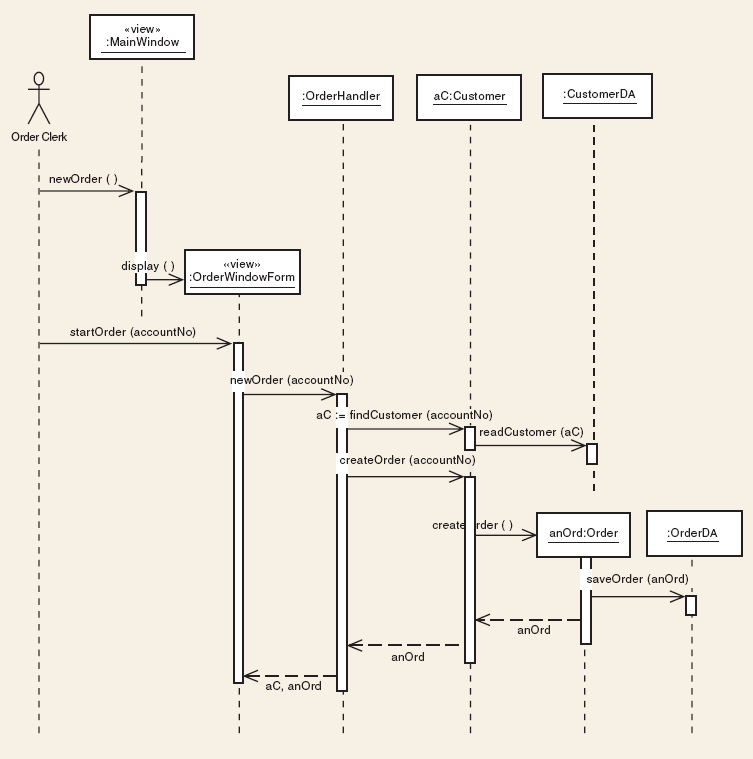 «view»
:MainWindow
:OrderHandler
aC:Customer
:CustomerDA
Order Clerk
newOrder ( )
display ( )
«view»
:OrderWindowForm
startOrder (accountNo)
newOrder (accountNo)
aC := findCustomer (accountNo)
readCustomer (aC)
createOrder (accountNo)
createOrder ( )
anOrd:Order
:OrderDA
saveOrder (anOrd)
anOrd
anOrd
aC, anOrd